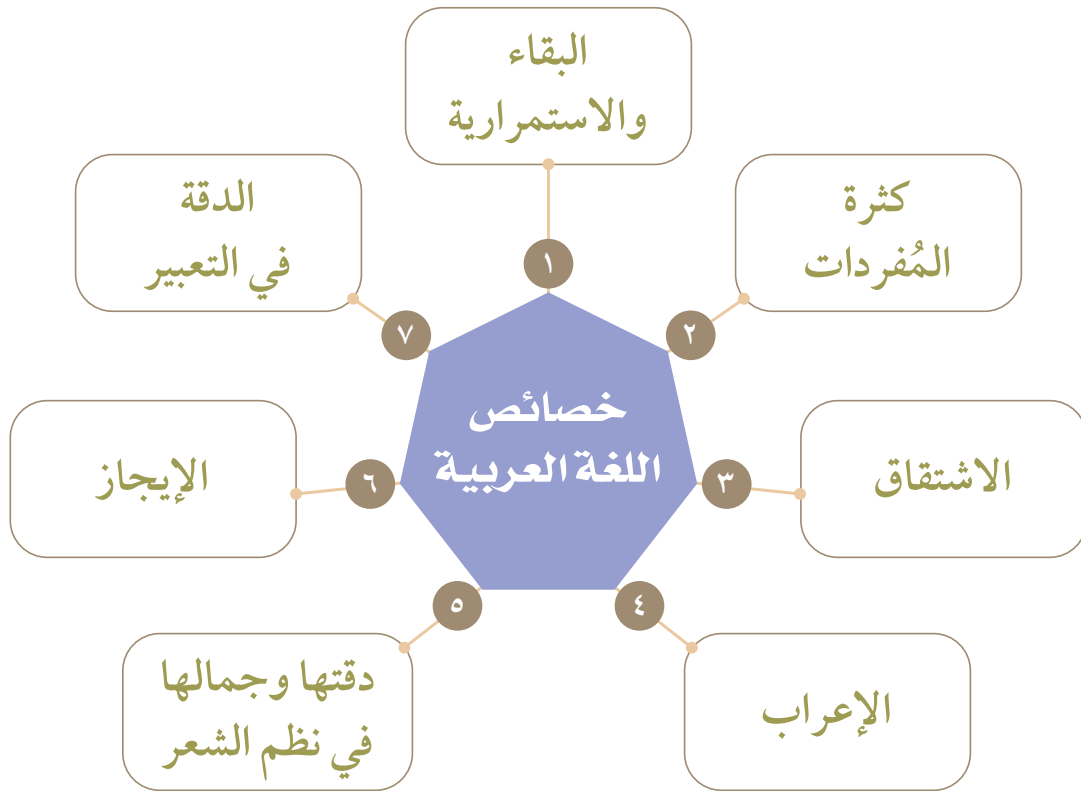 خصائص
اللغة العربية
١
البقاء
والاستمرارية
٢
كثرة
المُفردات
٣
الاشتقاق
٤
الإعراب
٥
دقتها وجمالها
في نظم الشعر
٦
الإيجاز
٧
الدقة
في التعبير